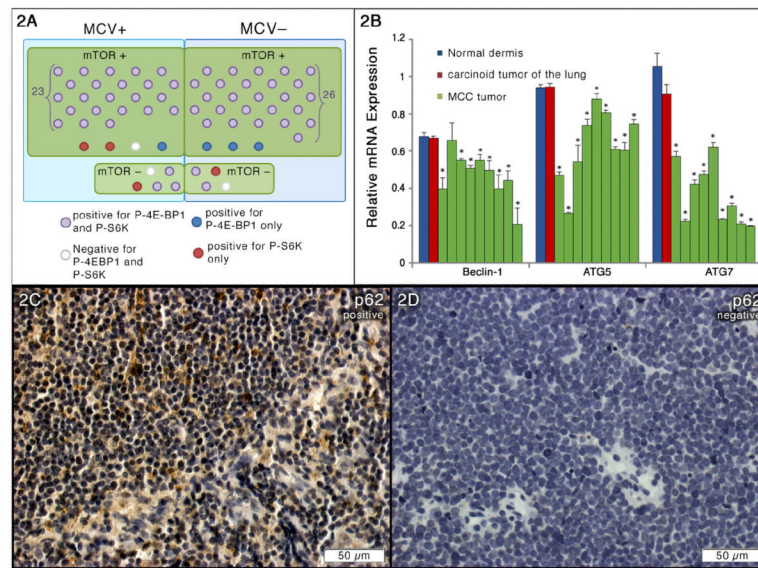 2A
MCV+
MCV–
mTOR +
mTOR +
23
26
mTOR –
mTOR –
positive for P-4E-BP1
and P-S6K
positive for
P-4E-BP1 only
Negative for
P-4EBP1 and
P-S6K
positive for P-S6K
only
2B
Relative mRNA Expression
1.2
1
0.8
0.6
0.4
0.2
0
Normal dermis
carcinoid tumor of the lung
MCC tumor
* * * * * * * *
* * * * * * * *
* * * * * * * *
Beclin-1
ATG5
ATG7
2C
p62
positive
50 µm
2D
p62
negative
50 µm